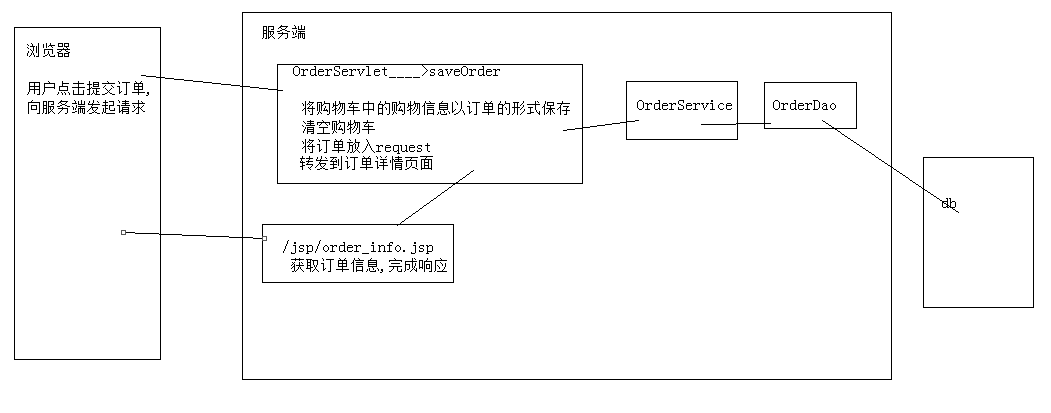 浏览器
用户点击提交订单,
向服务端发起请求
服务端
OrderServlet____>saveOrder
将购物车中的购物信息以订单的形式保存
清空购物车
将订单放入request
转发到订单详情页面
OrderService
OrderDao
db
/jsp/order_info.jsp
获取订单信息,完成响应